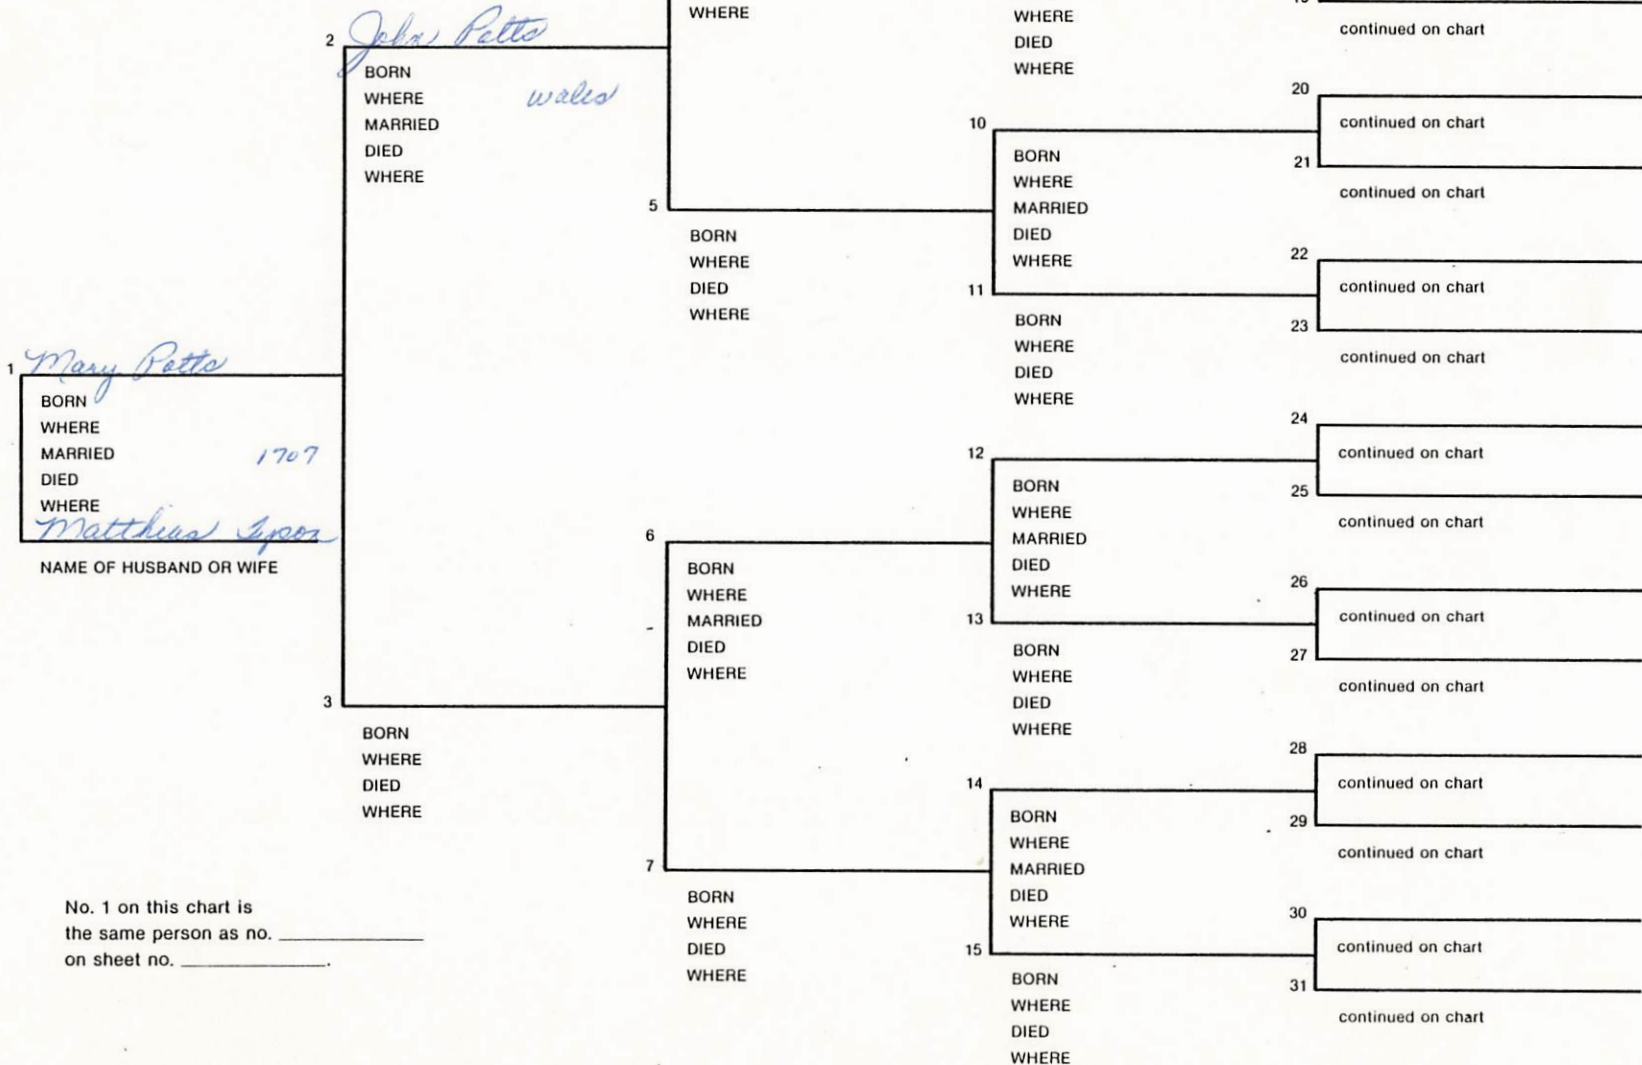 2 John Potts
BORN
WHERE wales
MARRIED
DIED
WHERE
1 Mary Potts
BORN
WHERE
MARRIED 1707
DIED
WHERE
Matthias Tyson
NAME OF HUSBAND OR WIFE
3
BORN
WHERE
DIED
WHERE
No. 1 on this chart is
the same person as no.
on sheet no. .
WHERE
5
BORN
WHERE
DIED
WHERE
6
BORN
WHERE
MARRIED
DIED
WHERE
7
BORN
WHERE
DIED
WHERE
WHERE
DIED
WHERE
10
BORN
WHERE
MARRIED
DIED
WHERE
11
BORN
WHERE
DIED
WHERE
12
BORN
WHERE
MARRIED
DIED
WHERE
13
BORN
WHERE
DIED
WHERE
14
BORN
WHERE
MARRIED
DIED
WHERE
15
BORN
WHERE
DIED
WHERE
continued on chart
20
continued on chart
21
continued on chart
22
continued on chart
23
continued on chart
24
continued on chart
25
continued on chart
26
continued on chart
27
continued on chart
28
continued on chart
29
continued on chart
30
continued on chart
31
continued on chart